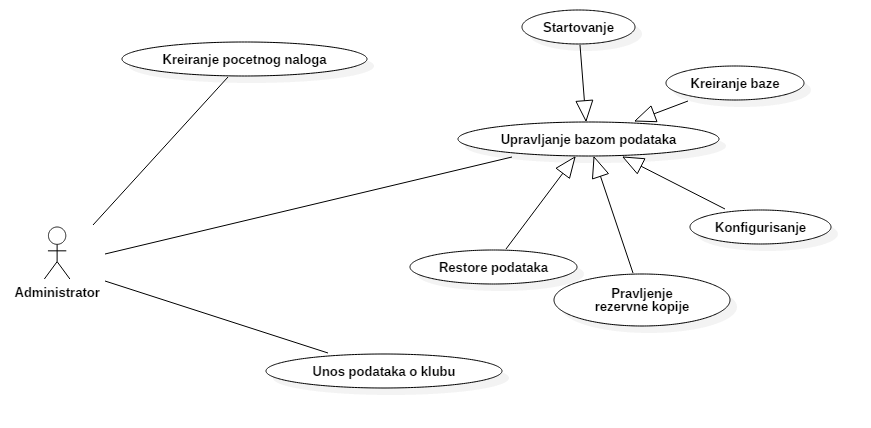 Startovanje
Kreiranje pocetnog naloga
Kreiranje baze
Upravljanje bazom podataka
Konfigurisanje
Restore podataka
Pravljenje
rezervne kopije
Administrator
Unos podataka o klubu